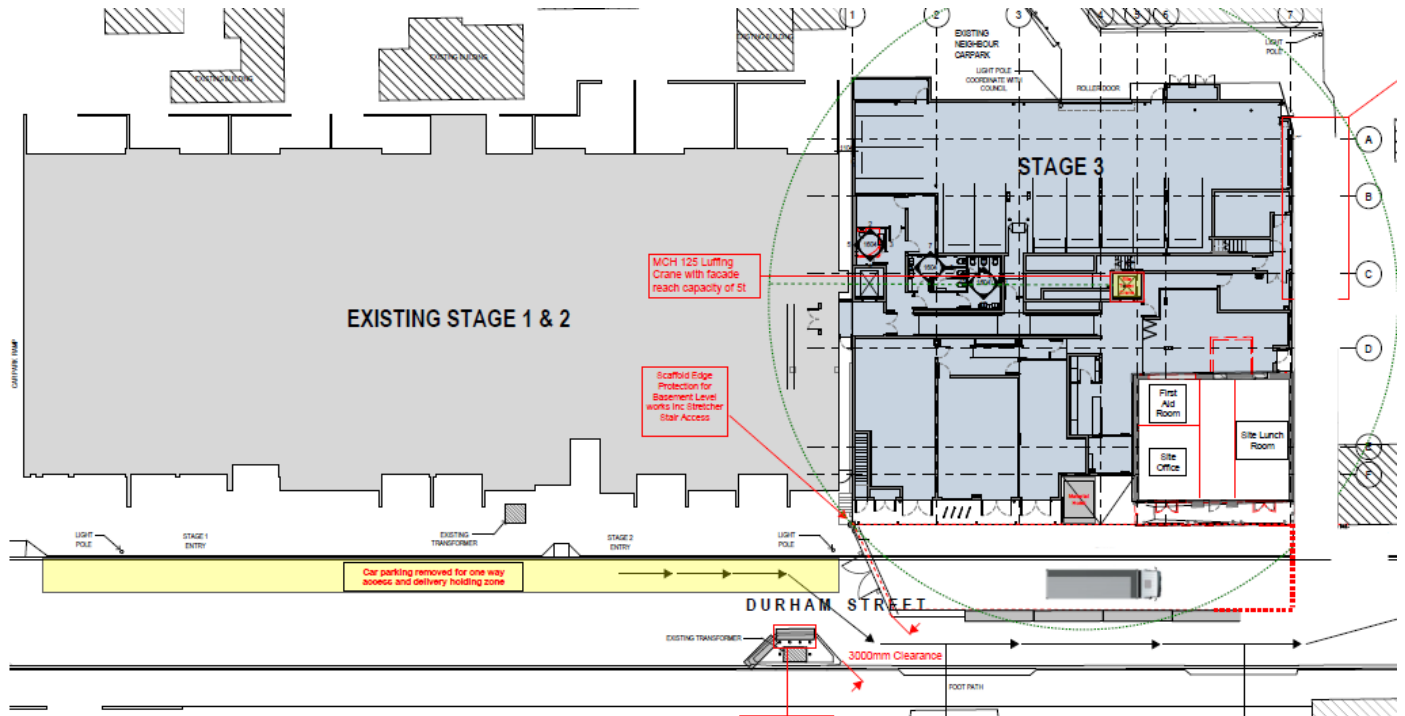 1
2
3
4
5
6
7
EXISTING BUILDING
EXISTING BUILDING
EXISTING BUILDING
EXISTING
NEIGHBOUR
CARPARK
LIGHT
POLE
LIGHT POLE
COORDINATE WITH
COUNCIL
ROLLER DOOR
A
STAGE 3
B
MCH 125 Luffing
Crane with facade
reach capacity of 5t
C
EXISTING STAGE 1 & 2
D
CARPARK RAMP
Scaffold Edge
Protection for
Basement Level
works Inc Stretcher
Stair Access
First
Aid
Room
Site Lunch
Room
Site
Office
E
F
LIGHT
POLE
STAGE 1
ENTRY
EXISTING
TRANSFORMER
STAGE 2
ENTRY
LIGHT
POLE
Car parking removed for one way
access and delivery holding zone
DURHAM STREET
EXISTING TRANSFORMER
3000mm Clearance
FOOT PATH